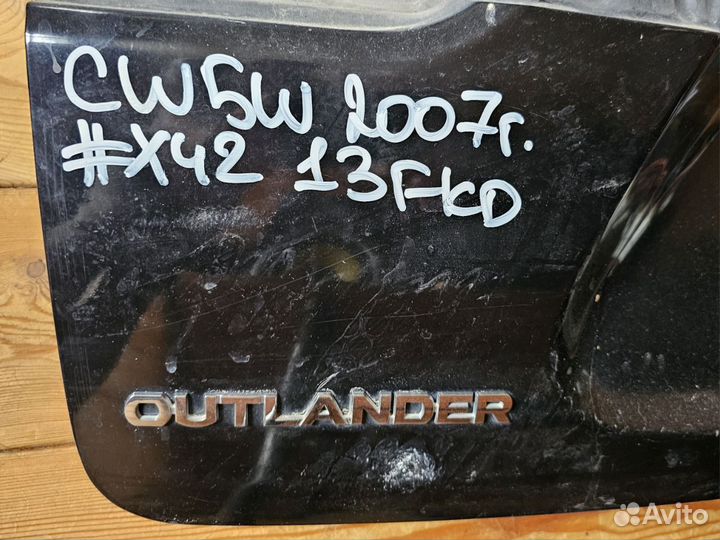 CW5W 2007г.
#X42 13FKD
OUTLANDER
Avito